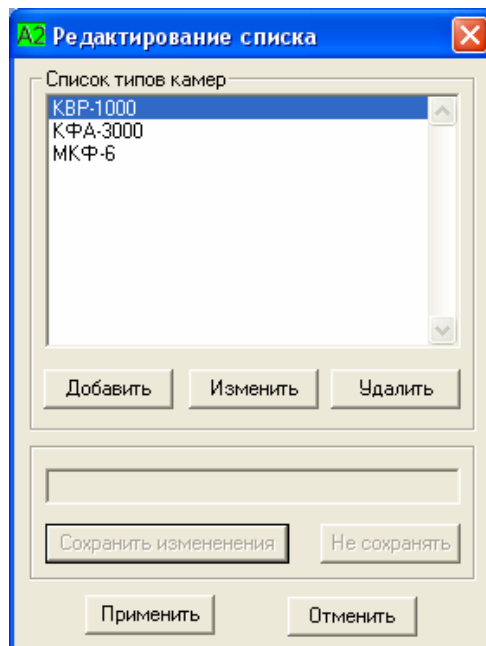 A2 Редактирование списка
Список типов камер
КВР-1000
КФА-3000
МКФ-6
Добавить Изменить Удалить
Сохранить измененения Не сохранять
Применить Отменить